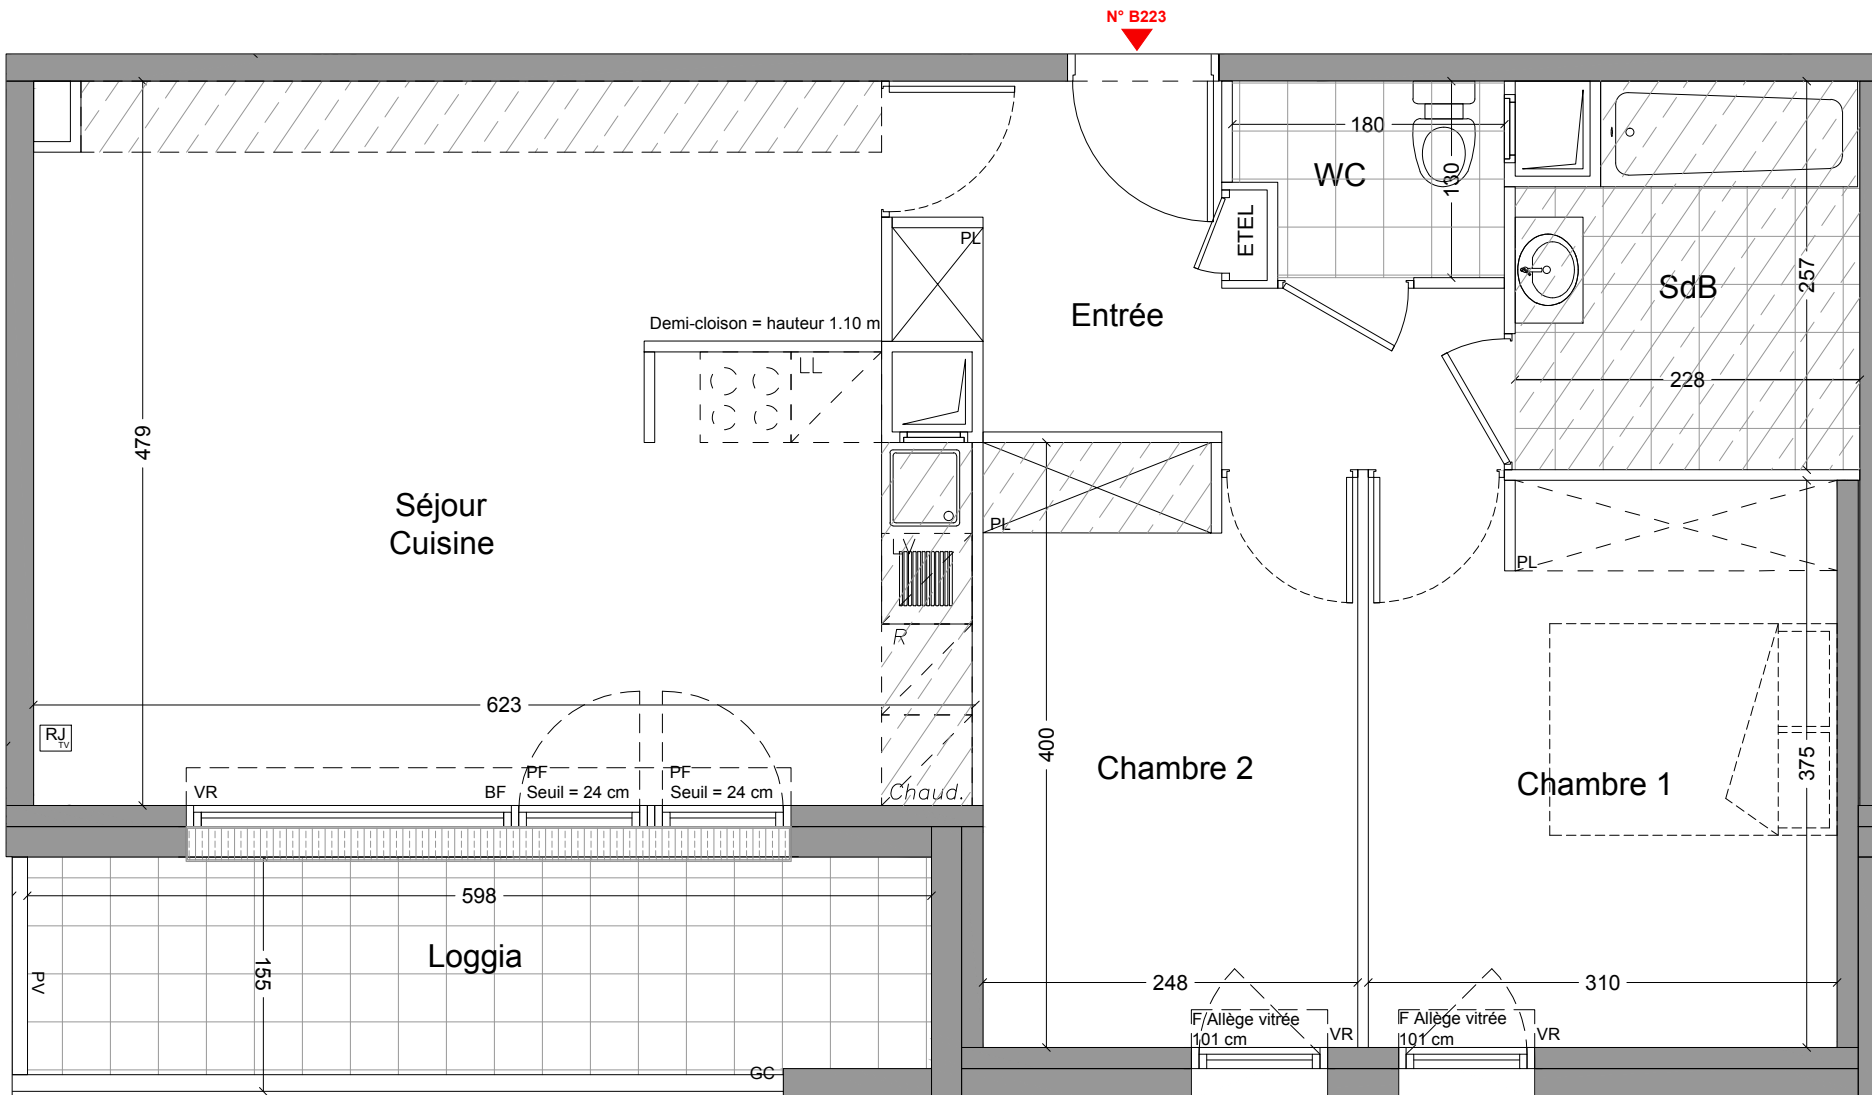 N° B223
180
WC
130
ETEL
PL
Entrée
SdB
257
228
Demi-cloison = hauteur 1.10 m
LL
479
Séjour
Cuisine
PL
LV
R
PL
623
RJ
TV
400
Chambre 2
375
Chambre 1
VR
BF
PF
Seuil = 24 cm
PF
Seuil = 24 cm
Chaud.
598
Loggia
155
PV
GC
248
310
F Allège vitrée
101 cm
VR
F Allège vitrée
101 cm
VR